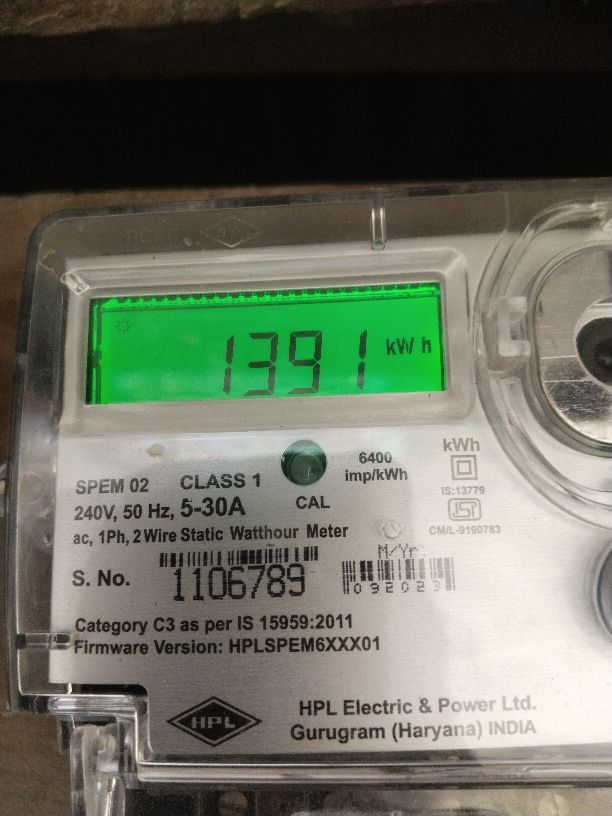 1391 kWh
6400
imp/kWh
kWh
SPEM 02 CLASS 1
240V, 50 Hz, 5-30A
CAL
IS:13779
CM/L-9190783
ac, 1Ph, 2 Wire Static Watthour Meter
M/Yr.
S. No. 1106789
092023
Category C3 as per IS 15959:2011
Firmware Version: HPLSPEM6XXX01
HPL
HPL Electric & Power Ltd.
Gurugram (Haryana) INDIA